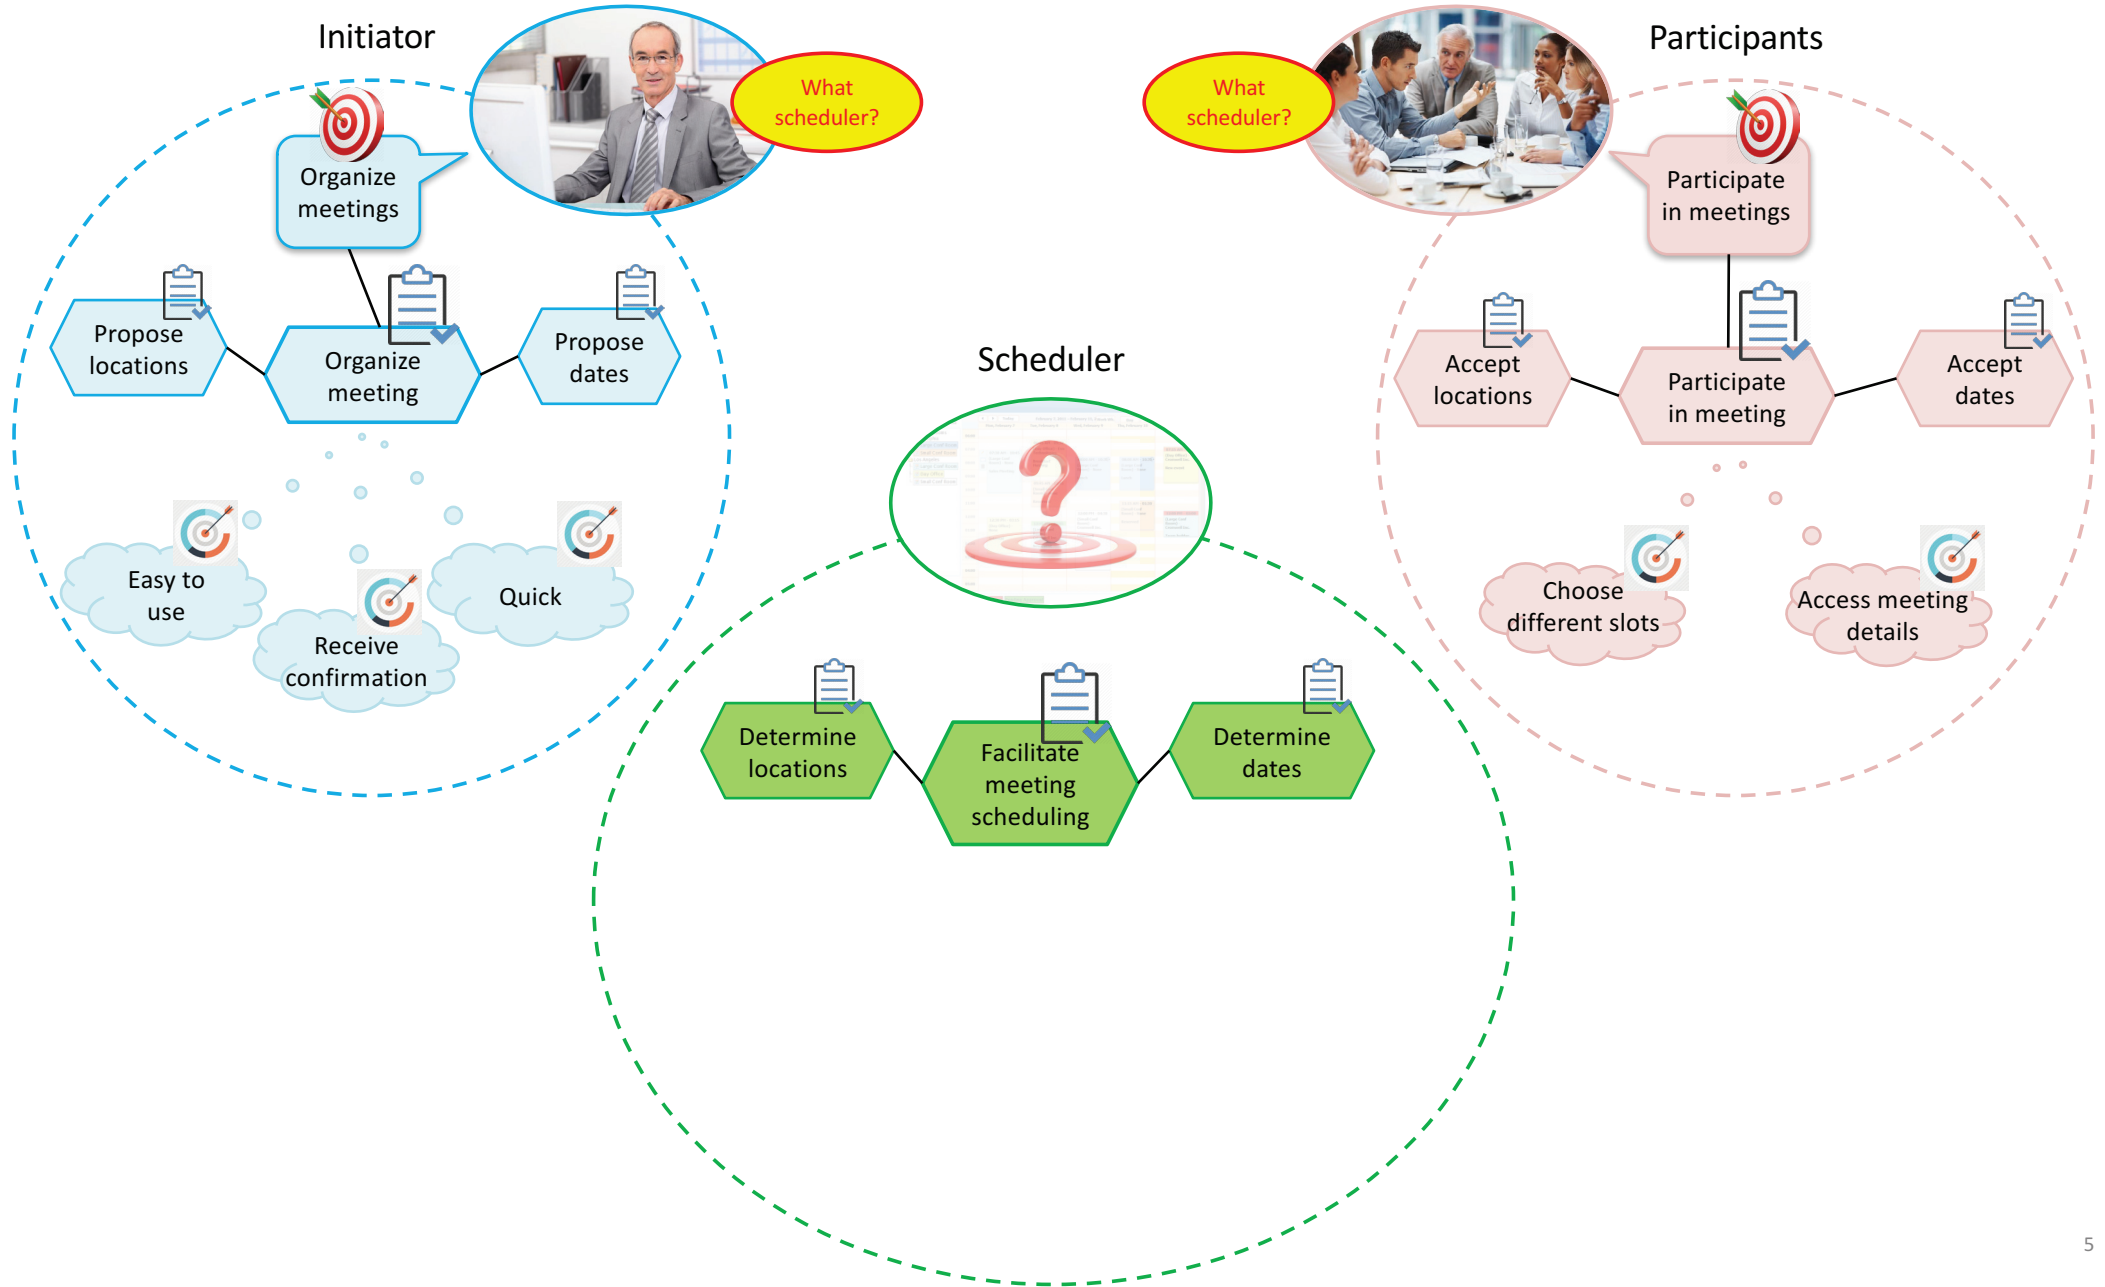 Initiator
Participants
What
scheduler?
What
scheduler?
Organize
meetings
Participate
in meetings
Propose
locations
Organize
meeting
Propose
dates
Scheduler
Accept
locations
Participate
in meeting
Accept
dates
Easy to
use
Receive
confirmation
Quick
Choose
different slots
Access meeting
details
Determine
locations
Facilitate
meeting
scheduling
Determine
dates
5